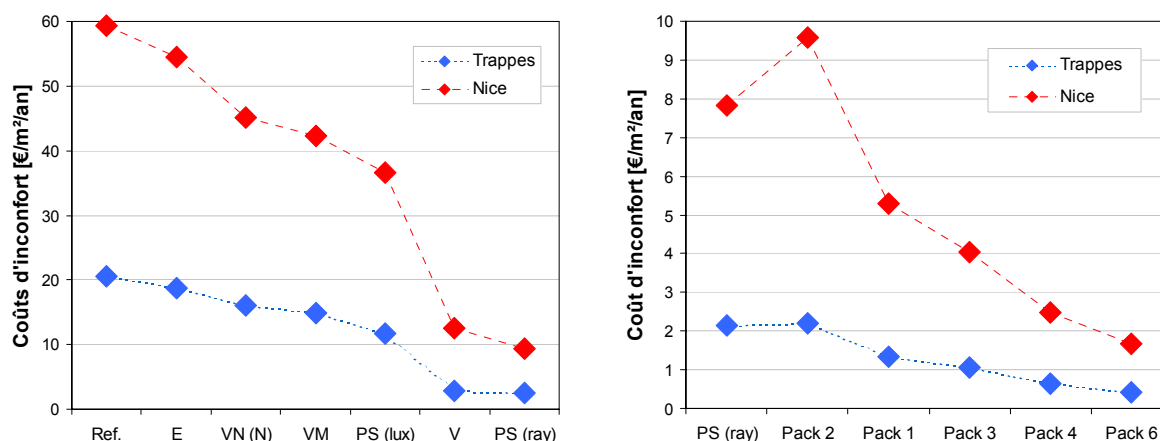 Coûts d'inconfort [€/m²/an]
60
50
40
30
20
10
0
Trappes
Nice
Ref.
E
VN (N)
VM
PS (lux)
V
PS (ray)
Coût d'inconfort [€/m²/an]
10
9
8
7
6
5
4
3
2
1
0
Trappes
Nice
PS (ray)
Pack 2
Pack 1
Pack 3
Pack 4
Pack 6